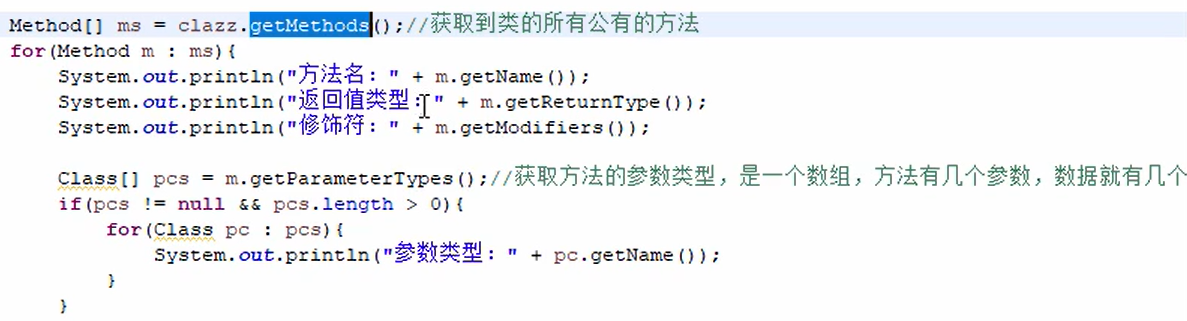 Method[] ms = clazz.getMethods();//获取到类的所有公有的方法
for(Method m : ms){
System.out.println("方法名：" + m.getName());
System.out.println("返回值类型：" + m.getReturnType());
System.out.println("修饰符：" + m.getModifiers());
Class[] pcs = m.getParameterTypes();//获取方法的参数类型，是一个数组，方法有几个参数，数据就有几个
if(pcs != null && pcs.length > 0){
for(Class pc : pcs){
System.out.println("参数类型：" + pc.getName());
}
}